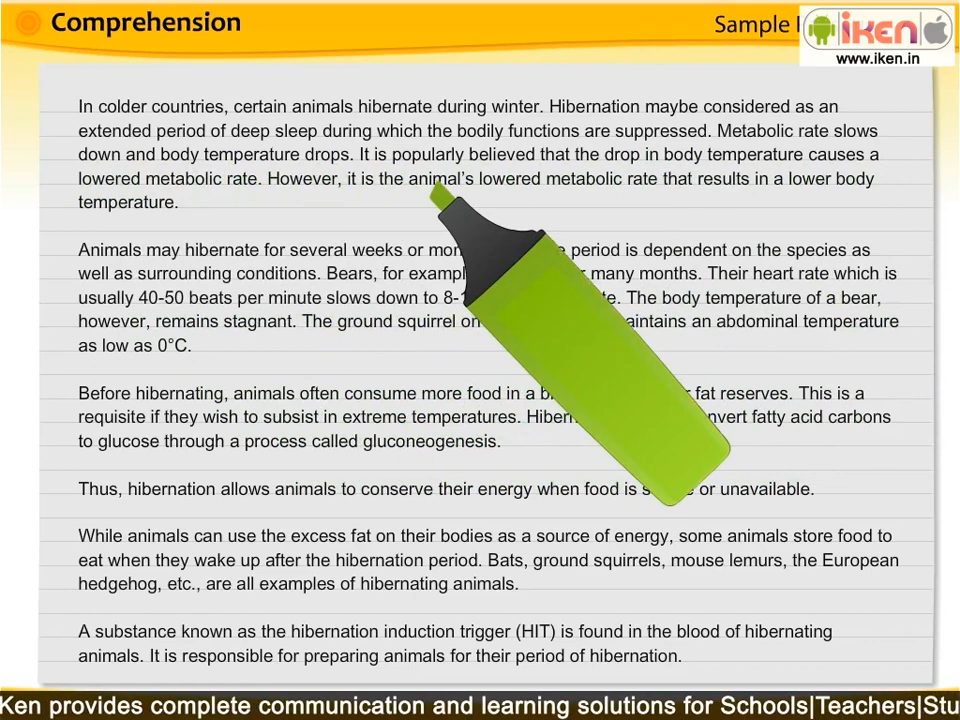 Comprehension
Sample
iKEN
www.iken.in
In colder countries, certain animals hibernate during winter. Hibernation maybe considered as an
extended period of deep sleep during which the bodily functions are suppressed. Metabolic rate slows
down and body temperature drops. It is popularly believed that the drop in body temperature causes a
lowered metabolic rate. However, it is the animal's lowered metabolic rate that results in a lower body
temperature.
Animals may hibernate for several weeks or period is dependent on the species as
well as surrounding conditions. Bears, for many months. Their heart rate which is
usually 40-50 beats per minute slows down to The body temperature of a bear,
however, remains stagnant. The ground squirrel an abdominal temperature
as low as 0°C.
Before hibernating, animals often consume more food in a fat reserves. This is a
requisite if they wish to subsist in extreme temperatures. fatty acid carbons
to glucose through a process called gluconeogenesis.
Thus, hibernation allows animals to conserve their energy when food is or unavailable.
While animals can use the excess fat on their bodies as a source of energy, some animals store food to
eat when they wake up after the hibernation period. Bats, ground squirrels, mouse lemurs, the European
hedgehog, etc., are all examples of hibernating animals.
A substance known as the hibernation induction trigger (HIT) is found in the blood of hibernating
animals. It is responsible for preparing animals for their period of hibernation.
Ken provides complete communication and learning solutions for Schools|Teachers|Stu